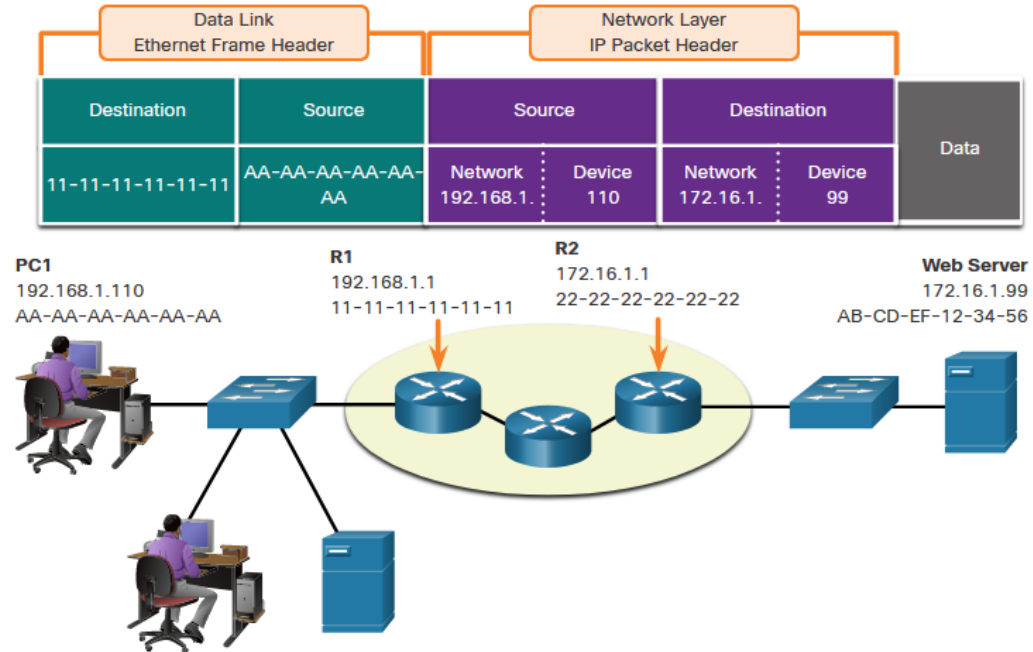 Data Link
Ethernet Frame Header
Network Layer
IP Packet Header
Destination
Source
Source
Destination
Data
11-11-11-11-11-11
AA-AA-AA-AA-AA-
AA
Network
192.168.1.
Device
110
Network
172.16.1.
Device
99
PC1
192.168.1.110
AA-AA-AA-AA-AA-AA
R1
192.168.1.1
11-11-11-11-11-11
R2
172.16.1.1
22-22-22-22-22-22
Web Server
172.16.1.99
AB-CD-EF-12-34-56